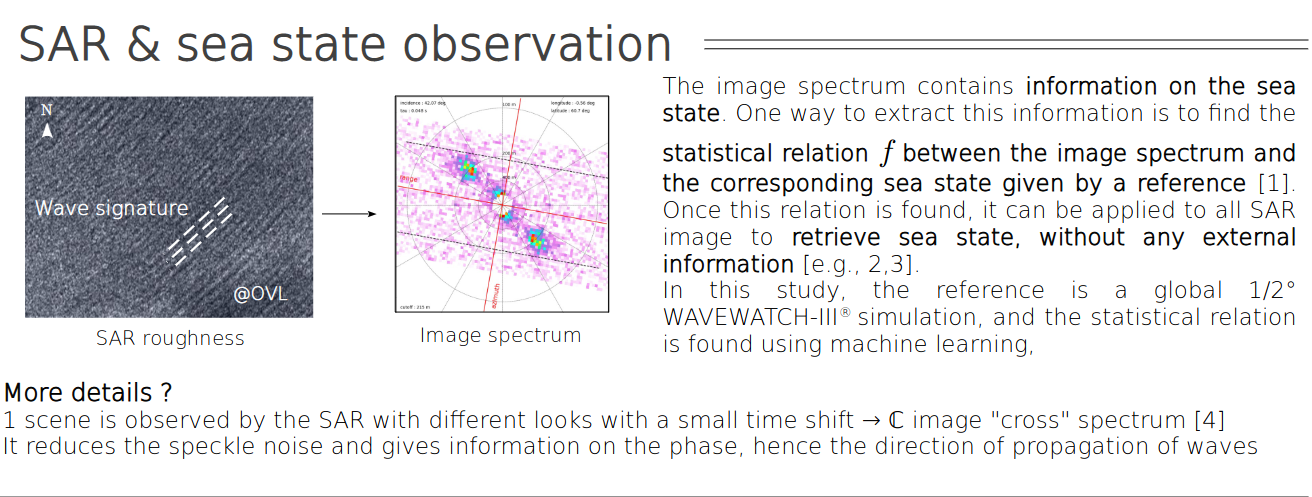 SAR & sea state observation
N
Wave signature
@OVL
SAR roughness
incidence : 42.07 deg
tau : 0.048 s
longitude : -0.56 deg
latitude : 60.7 deg
100 m
range
azimuth
cutoff : 215 m
Image spectrum
The image spectrum contains information on the sea
state. One way to extract this information is to find the
statistical relation f between the image spectrum and
the corresponding sea state given by a reference [1].
Once this relation is found, it can be applied to all SAR
image to retrieve sea state, without any external
information [e.g., 2,3].
In this study, the reference is a global 1/2°
WAVEWATCH-III® simulation, and the statistical relation
is found using machine learning,
More details ?
1 scene is observed by the SAR with different looks with a small time shift → ℂ image "cross" spectrum [4]
It reduces the speckle noise and gives information on the phase, hence the direction of propagation of waves